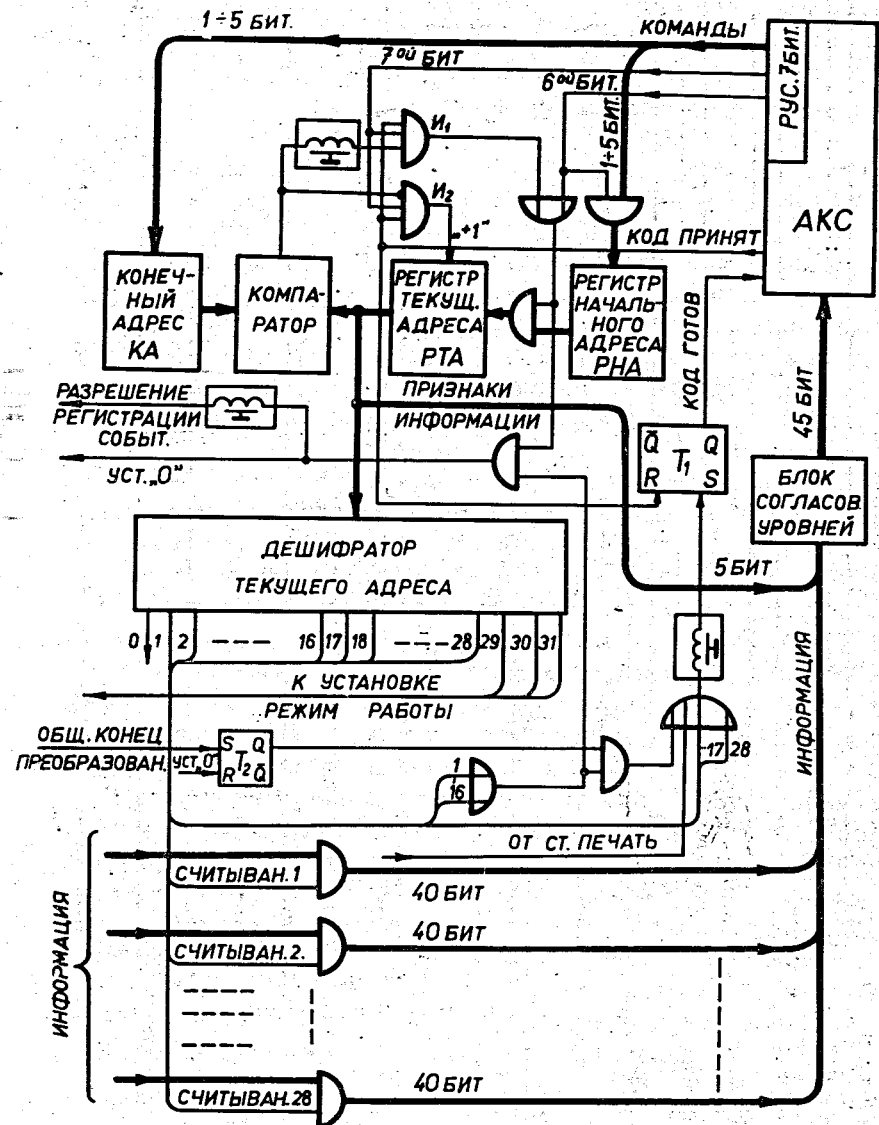 1÷5 БИТ.
КОМАНДЫ
7ой БИТ
6ой БИТ.
1÷5 БИТ.
РУС. 7 БИТ.
АКС
И1
И2
„+1"
КОД ПРИНЯТ
КОНЕЧ-
НЫЙ
АДРЕС
КА
КОМПА-
РАТОР
РЕГИСТР
ТЕКУЩ.
АДРЕСА
РТА
РЕГИСТР
НАЧАЛЬ-
НОГО
АДРЕСА
РНА
КОД ГОТОВ
45 БИТ
РАЗРЕШЕНИЕ
РЕГИСТРАЦИИ
СОБЫТ.
ПРИЗНАКИ
ИНФОРМАЦИИ
УСТ. „0"
Q̄ Q
T1
R S
БЛОК
СОГЛАСОВ
УРОВНЕЙ
ДЕШИФРАТОР
ТЕКУЩЕГО АДРЕСА
5 БИТ
0 1 2 ---- 16 17 18 ---- 28 29 30 31
К УСТАНОВКЕ
РЕЖИМ РАБОТЫ
ИНФОРМАЦИЯ
ОБЩ. КОНЕЦ
ПРЕОБРАЗОВАН.
УСТ. 0"
S Q
T2
R Q̄
1
16
17 28
ОТ СТ. ПЕЧАТЬ
ИНФОРМАЦИЯ
СЧИТЫВАН. 1
40 БИТ
СЧИТЫВАН. 2.
40 БИТ
СЧИТЫВАН. 28
40 БИТ